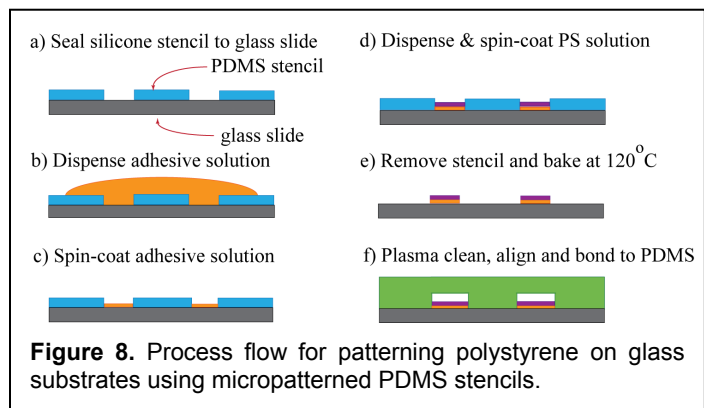 a) Seal silicone stencil to glass slide
PDMS stencil
glass slide
b) Dispense adhesive solution
c) Spin-coat adhesive solution
d) Dispense & spin-coat PS solution
e) Remove stencil and bake at 120°C
f) Plasma clean, align and bond to PDMS
Figure 8. Process flow for patterning polystyrene on glass
substrates using micropatterned PDMS stencils.